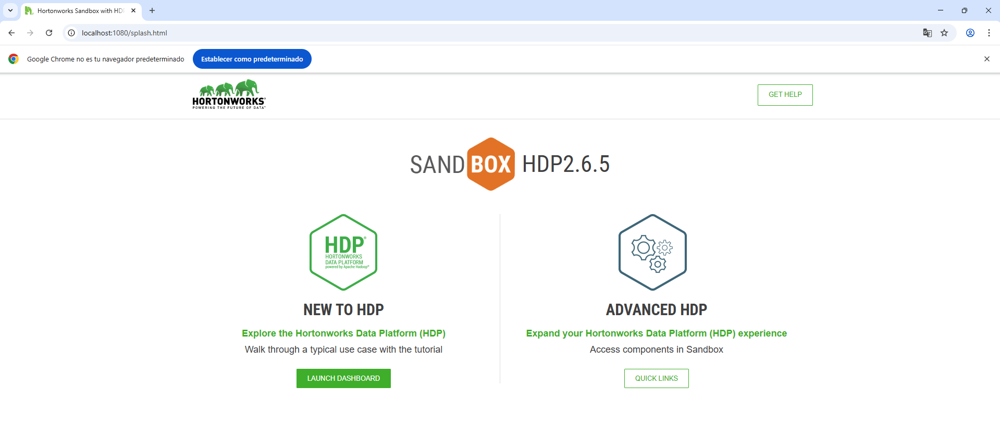 Hortonworks Sandbox with HD
localhost:1080/splash.html
Google Chrome no es tu navegador predeterminado
Establecer como predeterminado
HORTONWORKS®
POWERING THE FUTURE OF DATA™
GET HELP
SANDBOX HDP2.6.5
HDP®
HORTONWORKS
DATA PLATFORM
powered by Apache Hadoop®
NEW TO HDP
Explore the Hortonworks Data Platform (HDP)
Walk through a typical use case with the tutorial
LAUNCH DASHBOARD
ADVANCED HDP
Expand your Hortonworks Data Platform (HDP) experience
Access components in Sandbox
QUICK LINKS